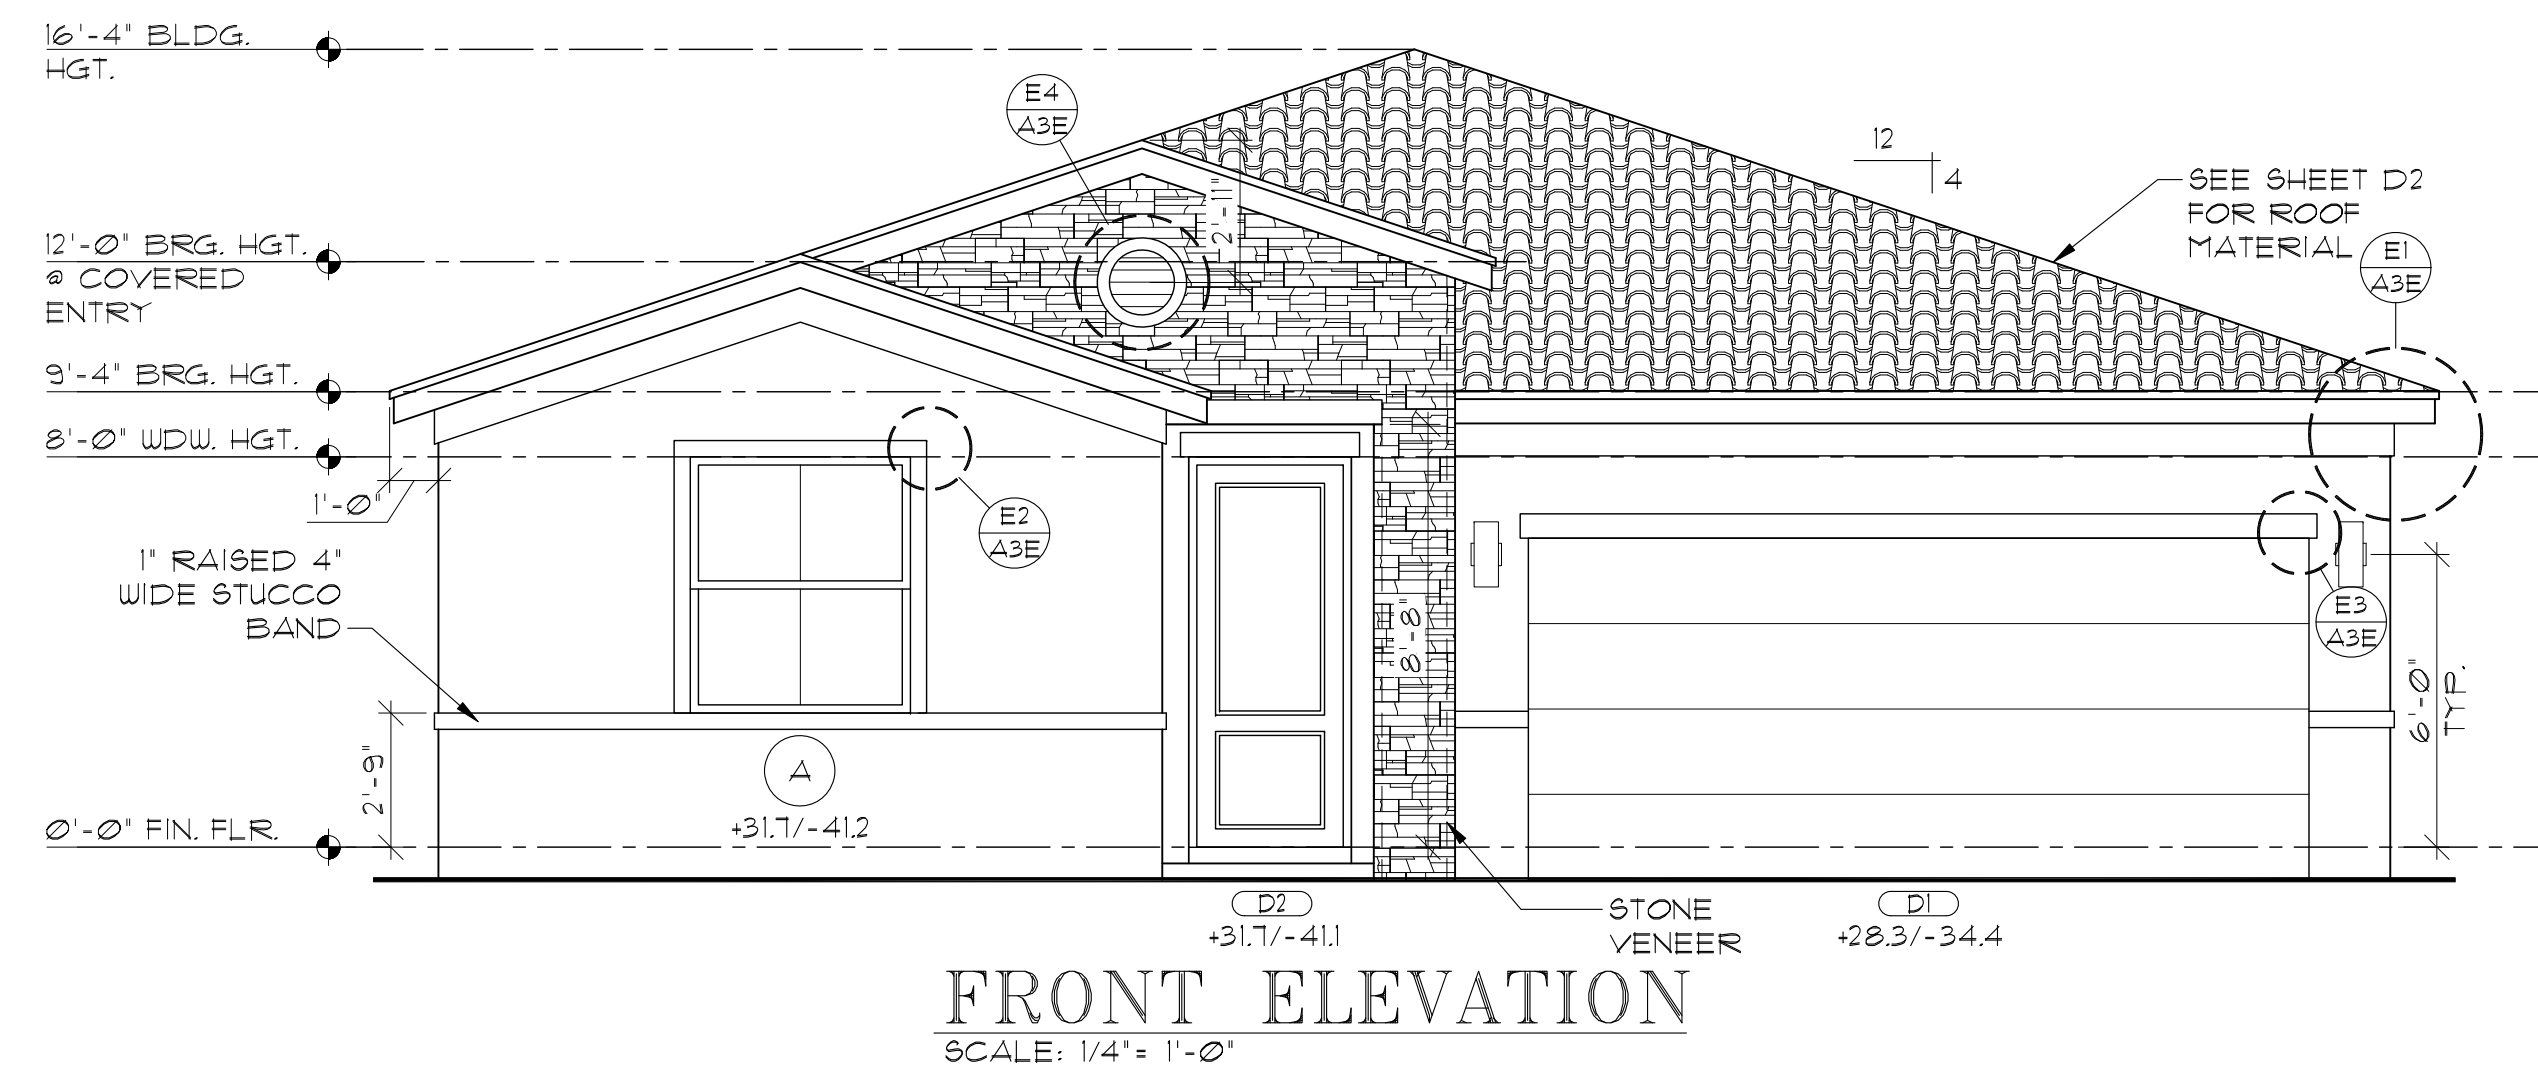 16'-4" BLDG.
HGT.
E4
A3E
12
4
SEE SHEET D2
FOR ROOF
MATERIAL
E1
A3E
2'-11"
12'-0" BRG. HGT.
@ COVERED
ENTRY
9'-4" BRG. HGT.
8'-0" WDW. HGT.
1'-0"
E2
A3E
1" RAISED 4"
WIDE STUCCO
BAND
8'-8"
E3
A3E
6'-0"
TYP.
2'-9"
A
+31.7/-41.2
0'-0" FIN. FLR.
D2
+31.7/-41.1
STONE
VENEER
D1
+28.3/-34.4
FRONT ELEVATION
SCALE: 1/4"= 1'-0"